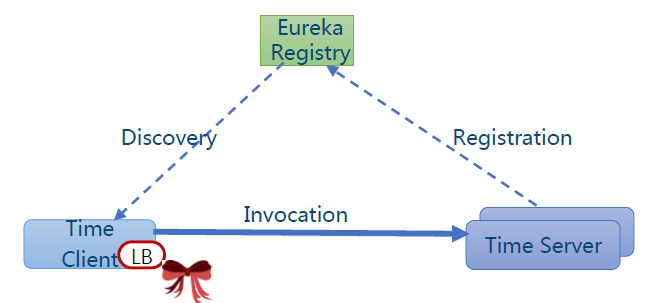 Eureka
Registry
Discovery
Registration
Invocation
Time
Client
LB
Time Server